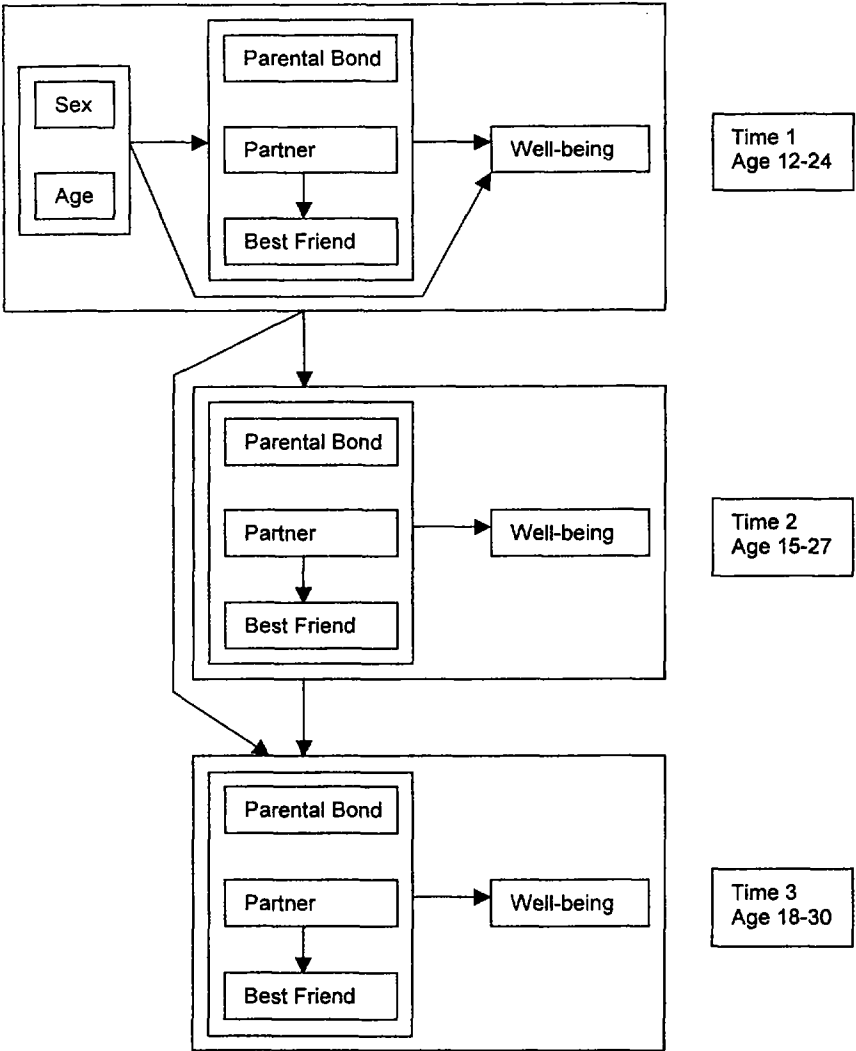 Parental Bond
Sex
Partner
Well-being
Age
Best Friend
Time 1
Age 12-24
Parental Bond
Partner
Well-being
Best Friend
Time 2
Age 15-27
Parental Bond
Partner
Well-being
Best Friend
Time 3
Age 18-30